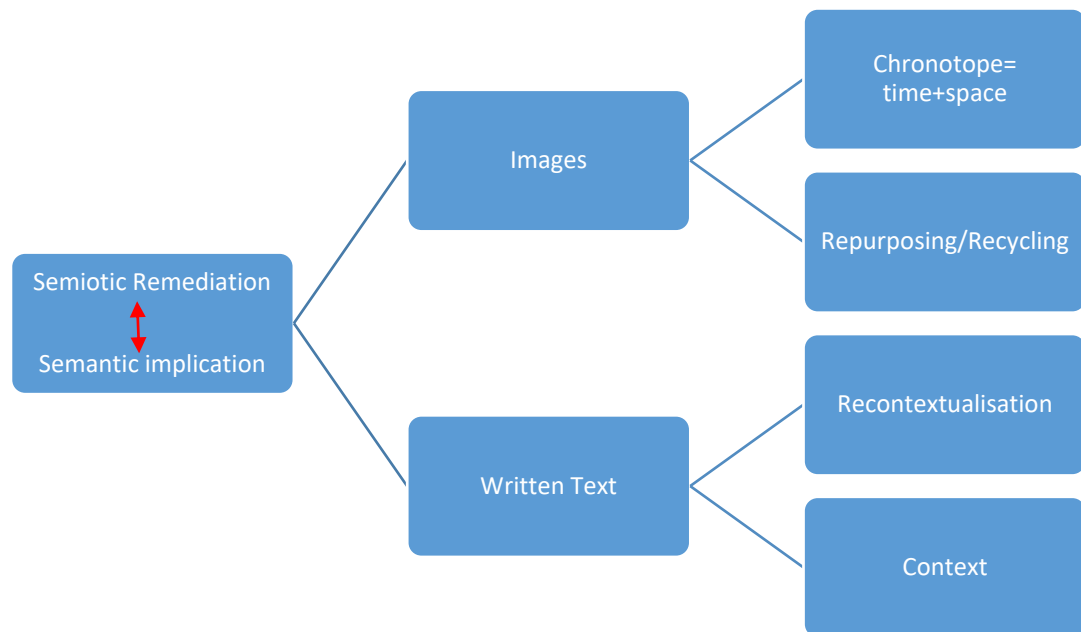 Semiotic Remediation
Semantic implication
Images
Written Text
Chronotope=
time+space
Repurposing/Recycling
Recontextualisation
Context